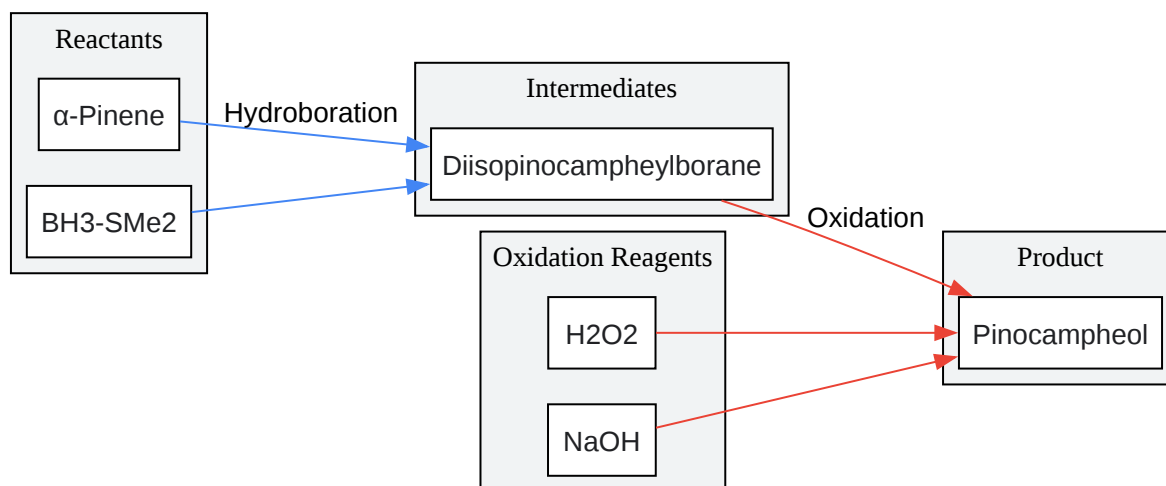 Reactants
α-Pinene
BH3-SMe2
Hydroboration
Intermediates
Diisopinocampheylborane
Oxidation
Oxidation Reagents
H2O2
NaOH
Product
Pinocampheol